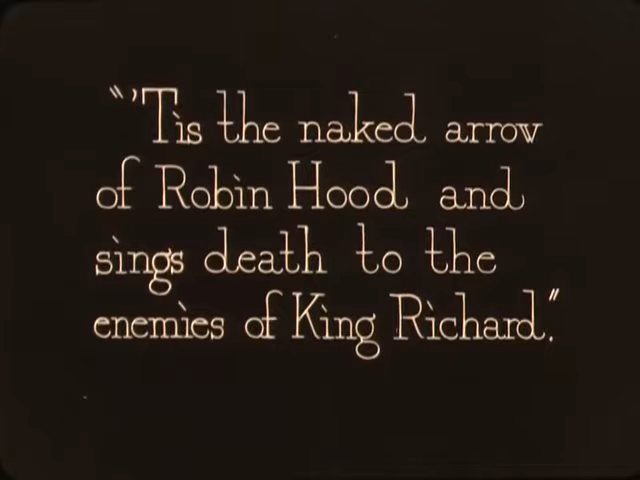 "'Tis the naked arrow
of Robin Hood and
sings death to the
enemies of King Richard."